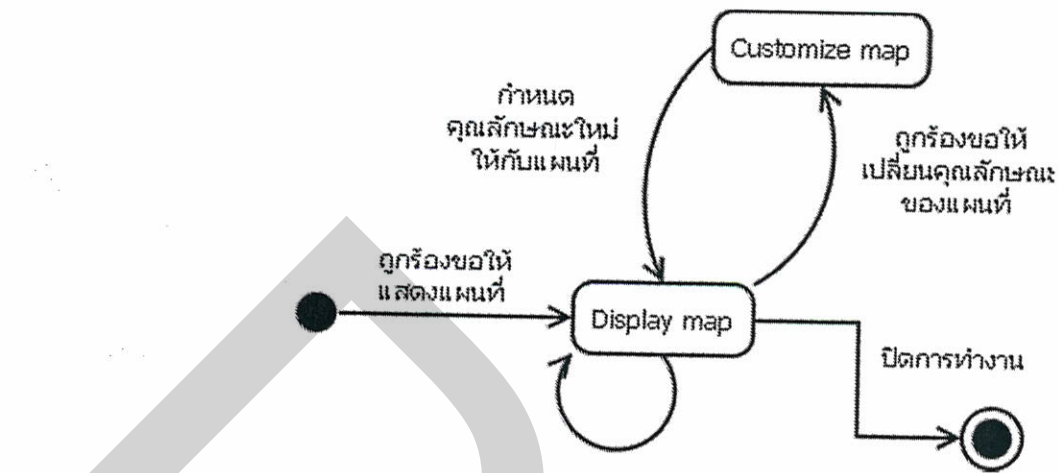 Customize map
กำหนด
คุณลักษณะใหม่
ให้กับแผนที่
ถูกร้องขอให้
เปลี่ยนคุณลักษณะ
ของแผนที่
ถูกร้องขอให้
แสดงแผนที่
Display map
ปิดการทำงาน